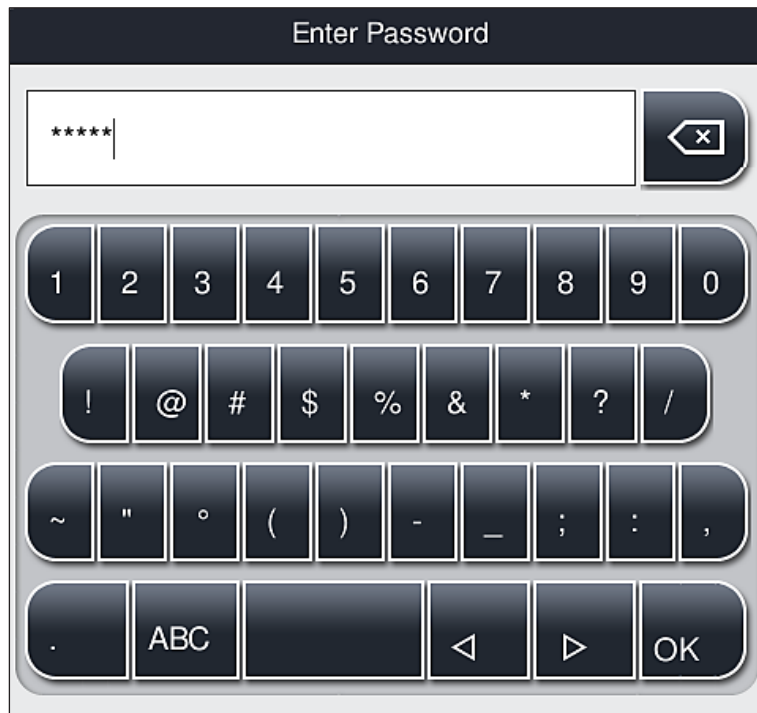 Enter Password
*****
1 2 3 4 5 6 7 8 9 0
! @ # $ % & * ? /
~ " ° ( ) - _ ; : ,
. ABC ◁ ▷ OK